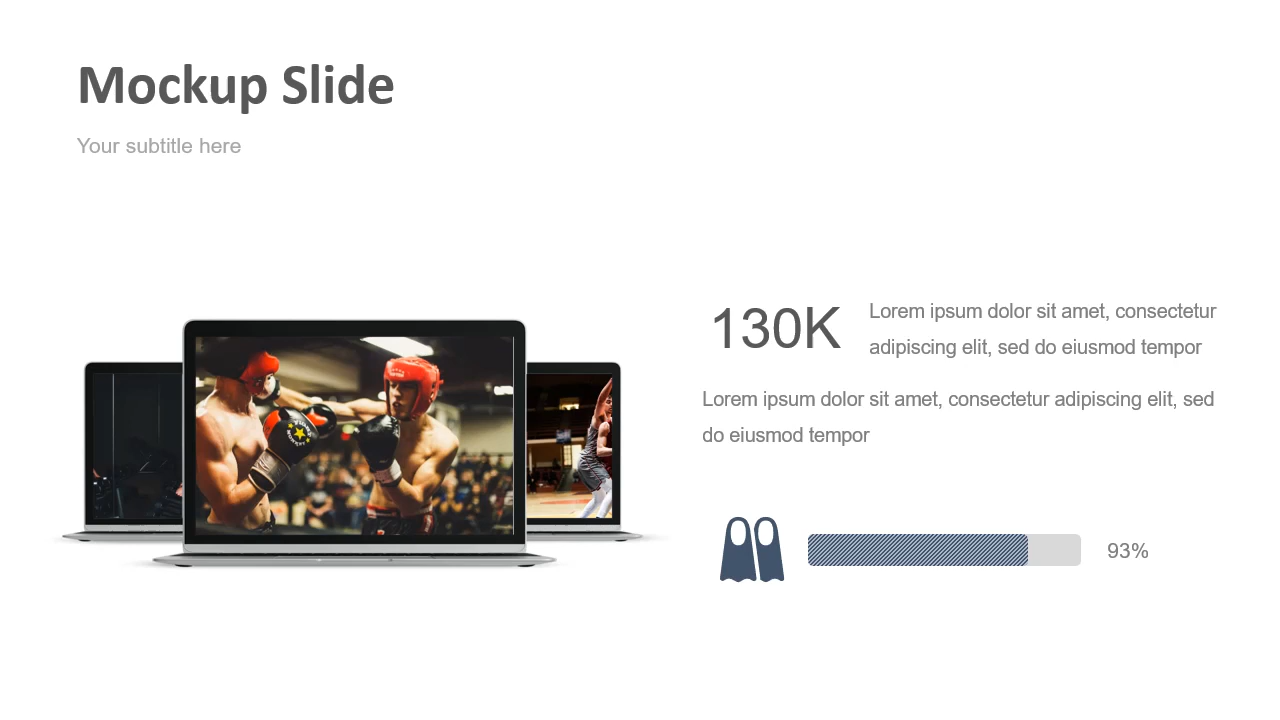 Mockup Slide
Your subtitle here
130K
Lorem ipsum dolor sit amet, consectetur
adipiscing elit, sed do eiusmod tempor
Lorem ipsum dolor sit amet, consectetur adipiscing elit, sed
do eiusmod tempor
93%